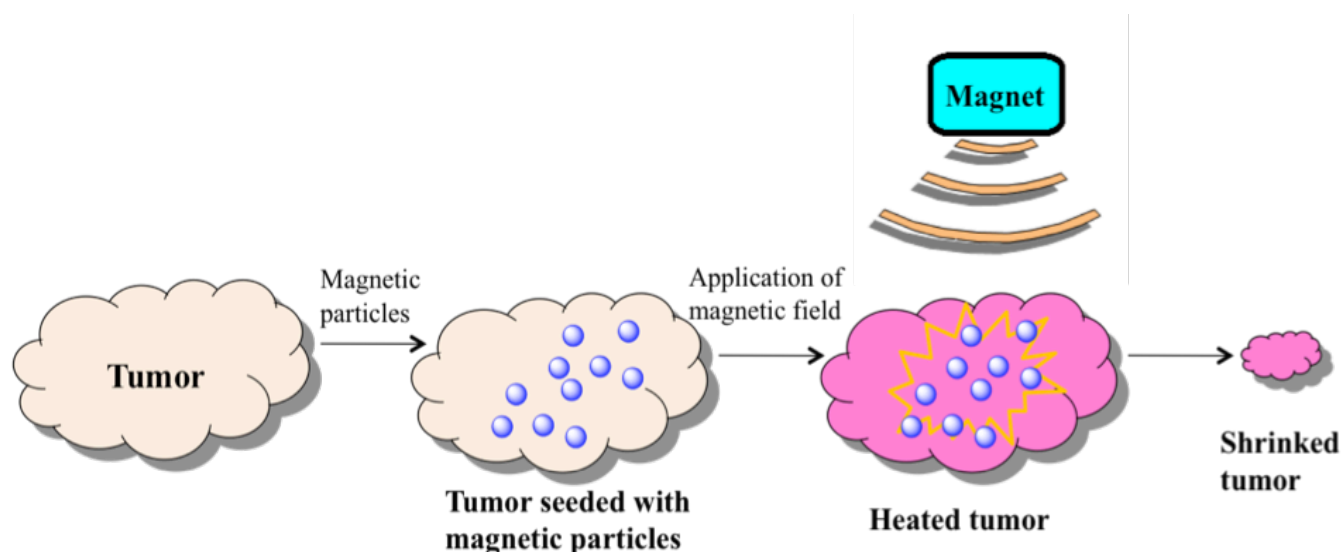 Magnet
Magnetic
particles
Application of
magnetic field
Tumor
Tumor seeded with
magnetic particles
Heated tumor
Shrinked
tumor